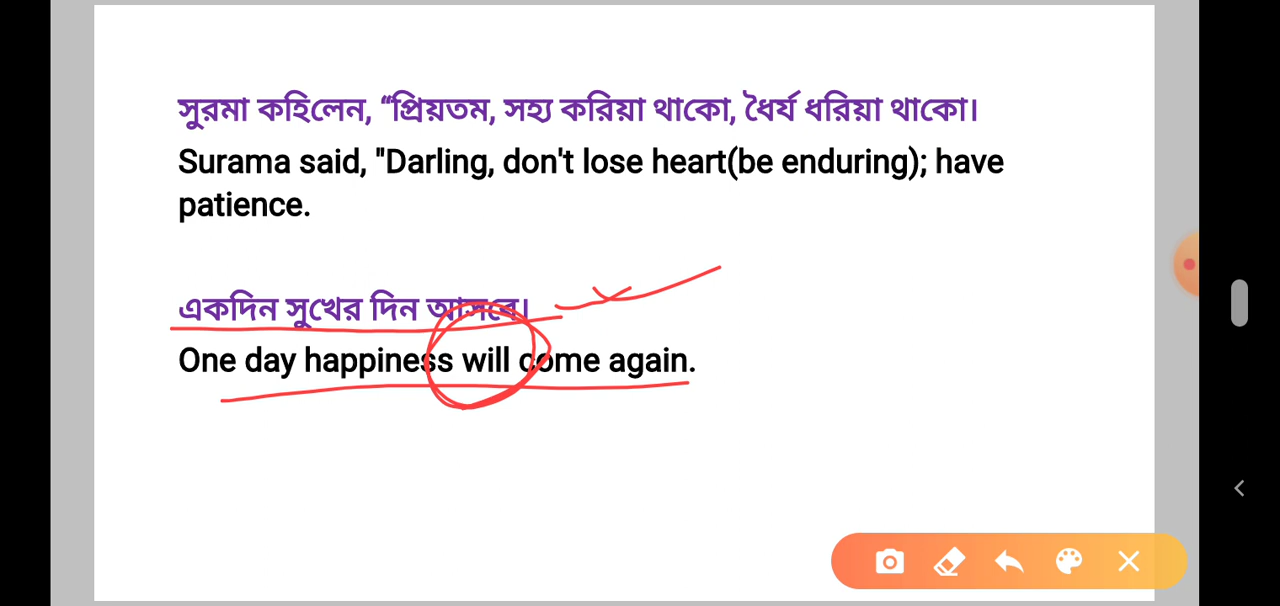 সুরমা কহিলেন, “প্রিয়তম, সহ্য করিয়া থাকো, ধৈর্য ধরিয়া থাকো।
Surama said, "Darling, don't lose heart(be enduring); have
patience.
একদিন সুখের দিন আসবে।
One day happiness will come again.